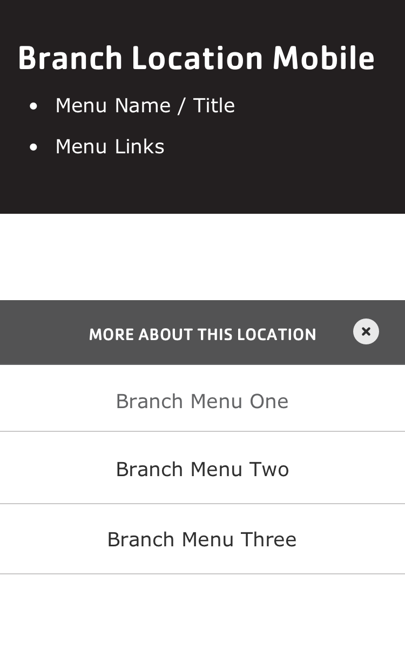 Branch Location Mobile
• Menu Name / Title
• Menu Links
MORE ABOUT THIS LOCATION
Branch Menu One
Branch Menu Two
Branch Menu Three